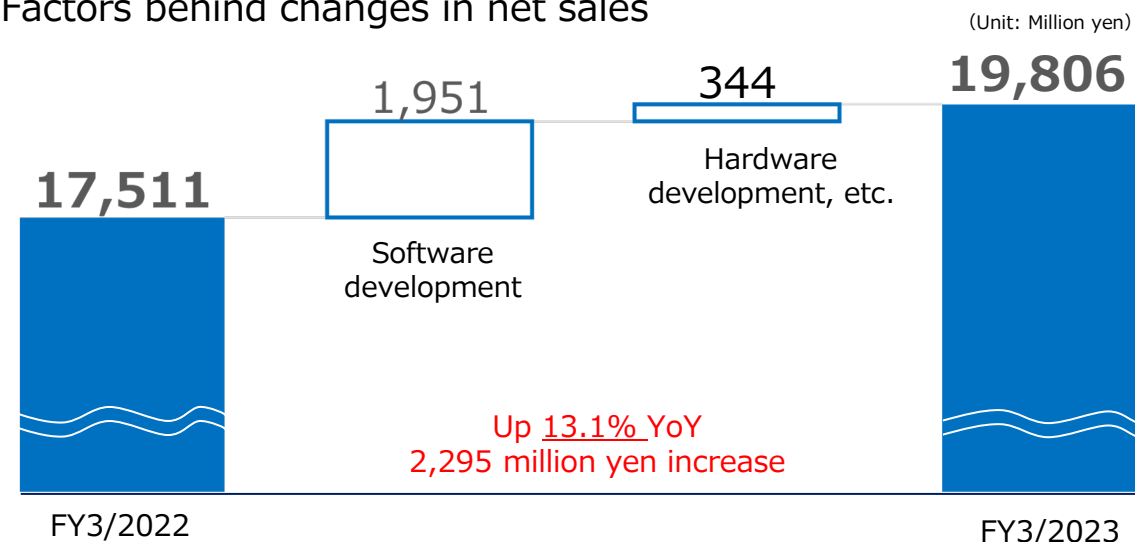 Factors behind changes in net sales
(Unit: Million yen)
17,511
1,951
344
19,806
Software
development
Hardware
development, etc.
Up 13.1% YoY
2,295 million yen increase
FY3/2022
FY3/2023